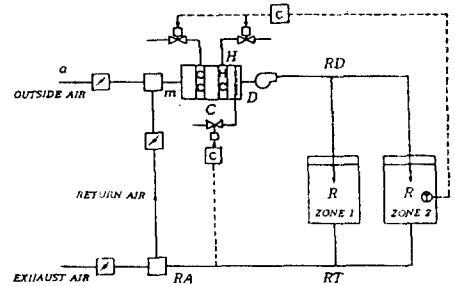 C
H
RD
a
m
D
OUTSIDE AIR
C
C
R
R
T
ZONE 1
ZONE 2
RETURN AIR
EXHAUST AIR
RA
RT